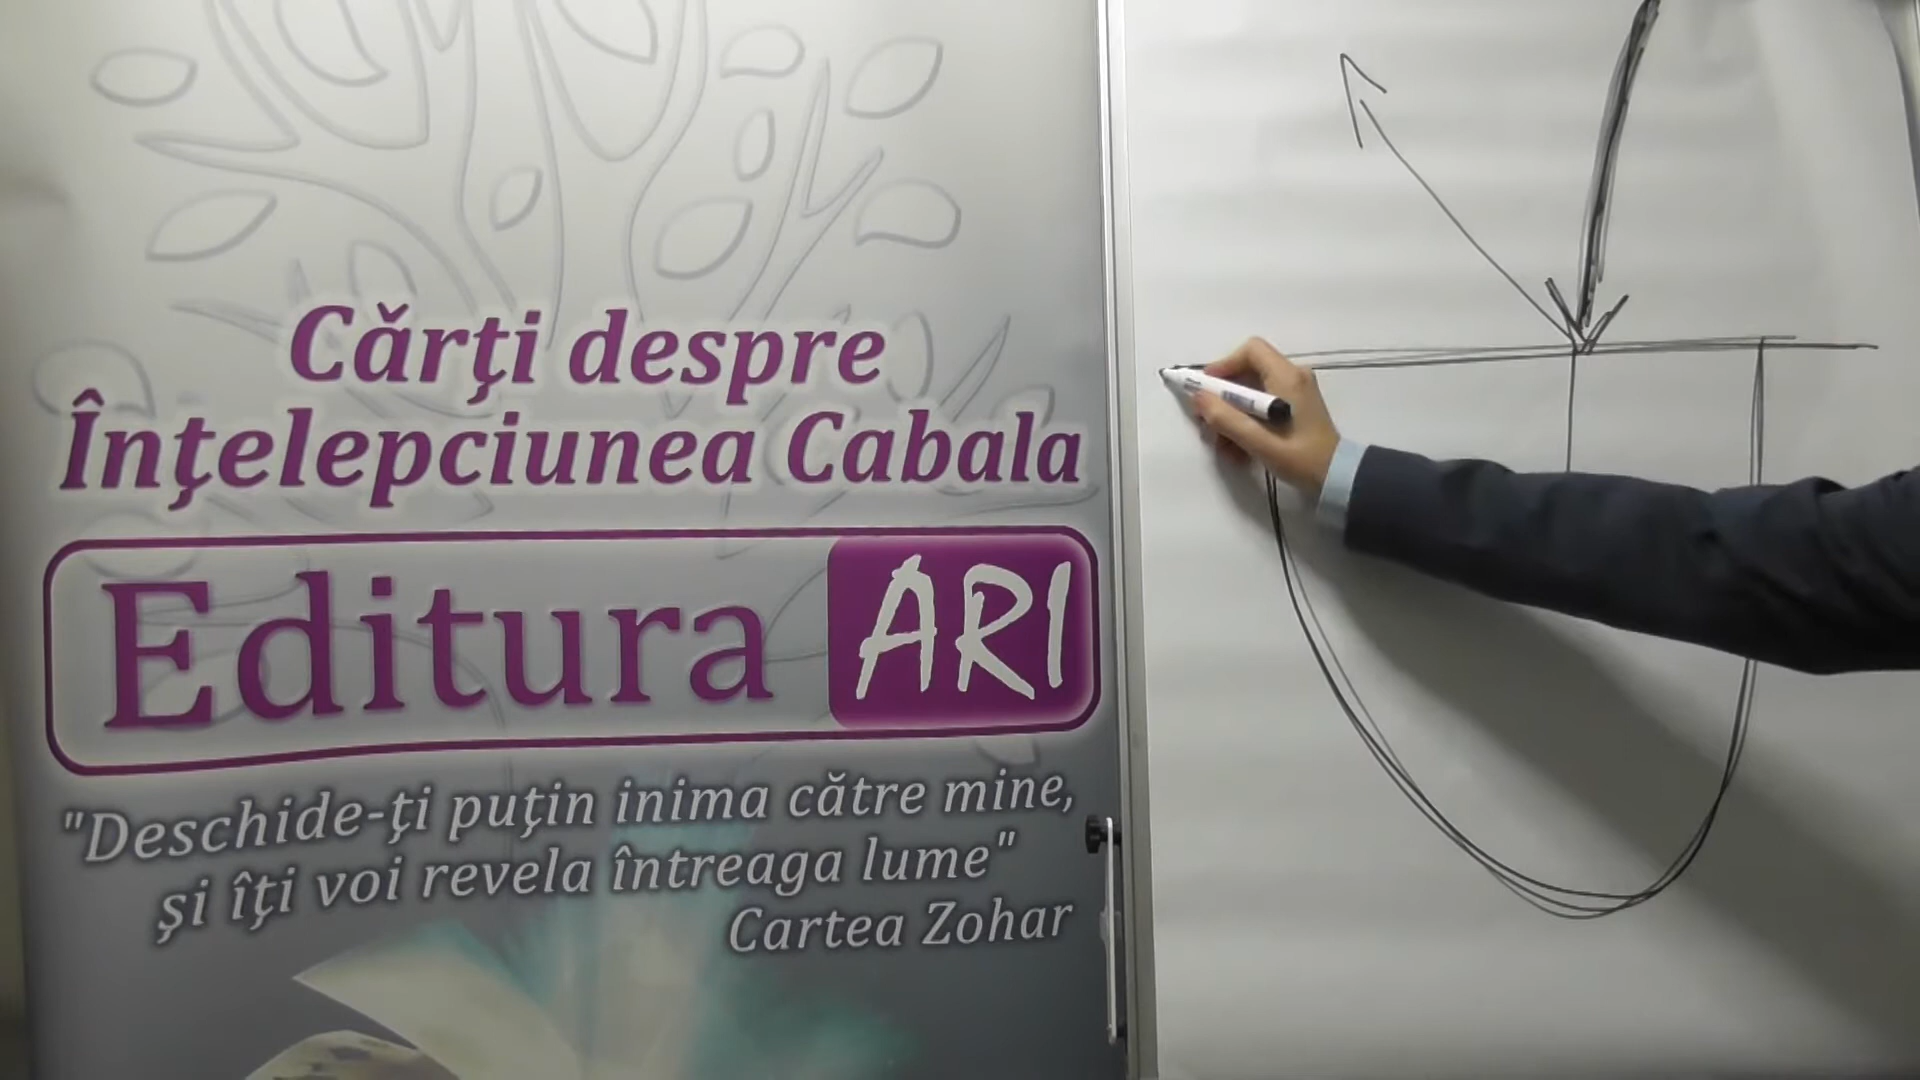 Cărţi despre
Înţelepciunea Cabala
Editura ARI
"Deschide-ţi puţin inima către mine,
şi îţi voi revela întreaga lume"
Cartea Zohar